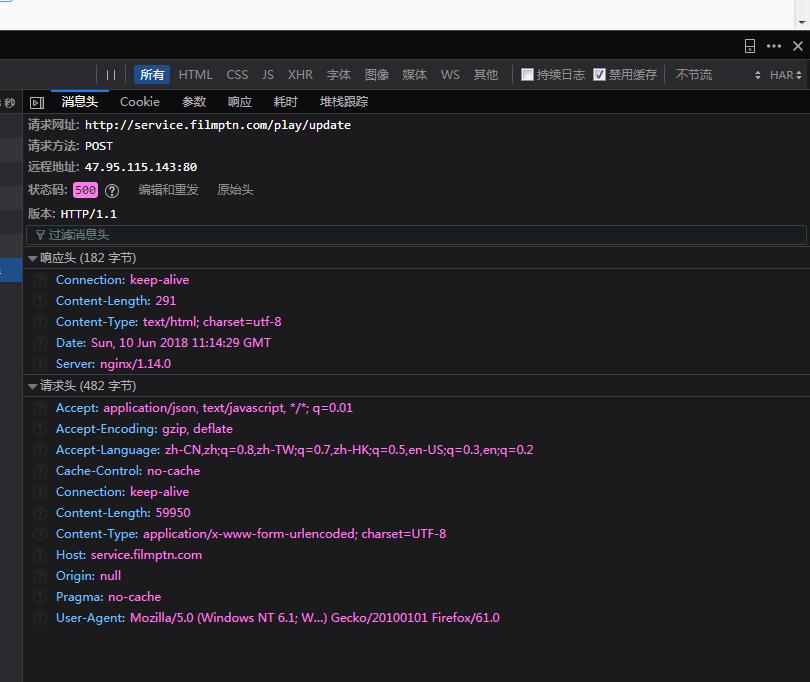 所有 HTML CSS JS XHR 字体 图像 媒体 WS 其他 持续日志 禁用缓存 不节流 HAR
秒 消息头 Cookie 参数 响应 耗时 堆栈跟踪
请求网址: http://service.filmptn.com/play/update
请求方法: POST
远程地址: 47.95.115.143:80
状态码: 500 ? 编辑和重发 原始头
版本: HTTP/1.1
过滤消息头
响应头 (182 字节)
? Connection: keep-alive
? Content-Length: 291
? Content-Type: text/html; charset=utf-8
? Date: Sun, 10 Jun 2018 11:14:29 GMT
? Server: nginx/1.14.0
请求头 (482 字节)
? Accept: application/json, text/javascript, */*; q=0.01
? Accept-Encoding: gzip, deflate
? Accept-Language: zh-CN,zh;q=0.8,zh-TW;q=0.7,zh-HK;q=0.5,en-US;q=0.3,en;q=0.2
? Cache-Control: no-cache
? Connection: keep-alive
? Content-Length: 59950
? Content-Type: application/x-www-form-urlencoded; charset=UTF-8
? Host: service.filmptn.com
? Origin: null
? Pragma: no-cache
? User-Agent: Mozilla/5.0 (Windows NT 6.1; W...) Gecko/20100101 Firefox/61.0